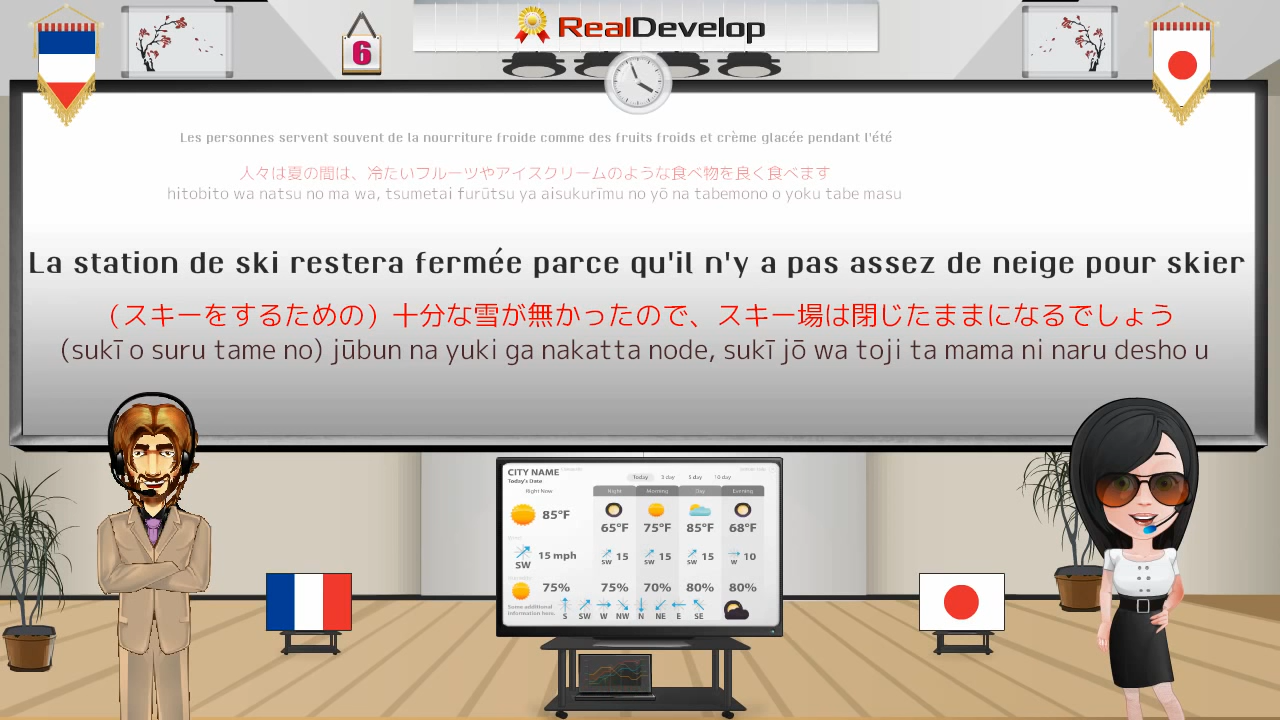 RealDevelop
6
Les personnes servent souvent de la nourriture froide comme des fruits froids et crème glacée pendant l'été
人々は夏の間は、冷たいフルーツやアイスクリームのような食べ物を良く食べます
hitobito wa natsu no ma wa, tsumetai furūtsu ya aisukurīmu no yō na tabemono o yoku tabe masu
La station de ski restera fermée parce qu'il n'y a pas assez de neige pour skier
(スキーをするための) 十分な雪が無かったので、スキー場は閉じたままになるでしょう
(sukī o suru tame no) jūbun na yuki ga nakatta node, sukī jō wa toji ta mama ni naru desho u
CITY NAME
Today's Date
Today 3 day 5 day 10 day
Right Now
Night Morning Day Evening
85°F
65°F 75°F 85°F 68°F
15 mph
SW
15 15 15 10
SW SW SW W
75%
75% 70% 80% 80%
Some additional
information here.
S SW W NW N NE E SE